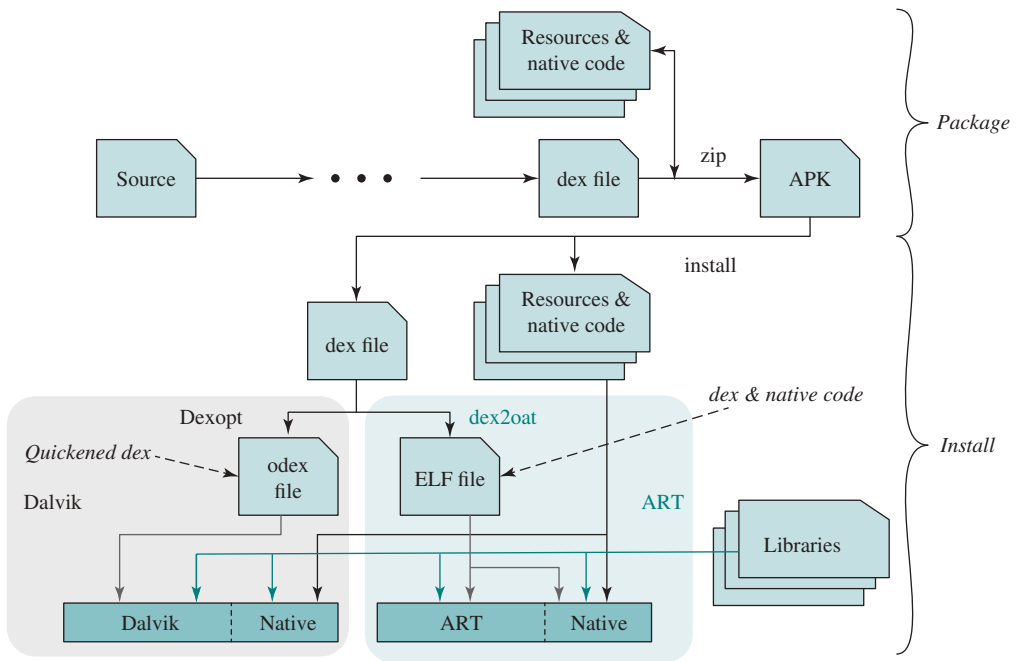 Resources &
native code
Package
zip
Source
dex file
APK
install
Resources &
native code
dex file
dex & native code
Dexopt
dex2oat
Quickened dex
odex
file
ELF file
Install
Dalvik
ART
Libraries
Dalvik
Native
ART
Native